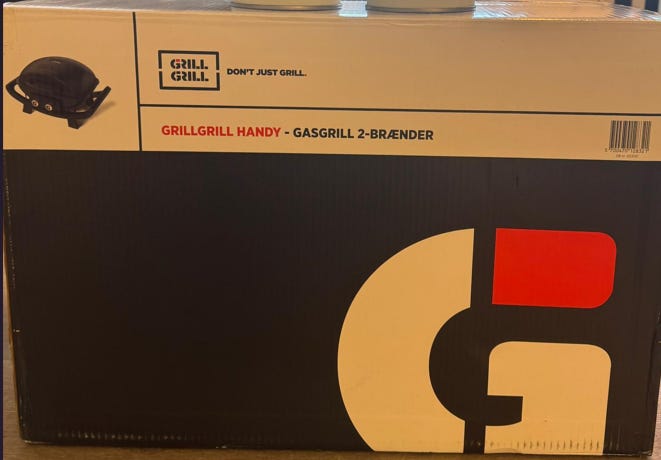 GRILL
GRILL
DON'T JUST GRILL.
GRILLGRILL HANDY - GASGRILL 2-BRÆNDER